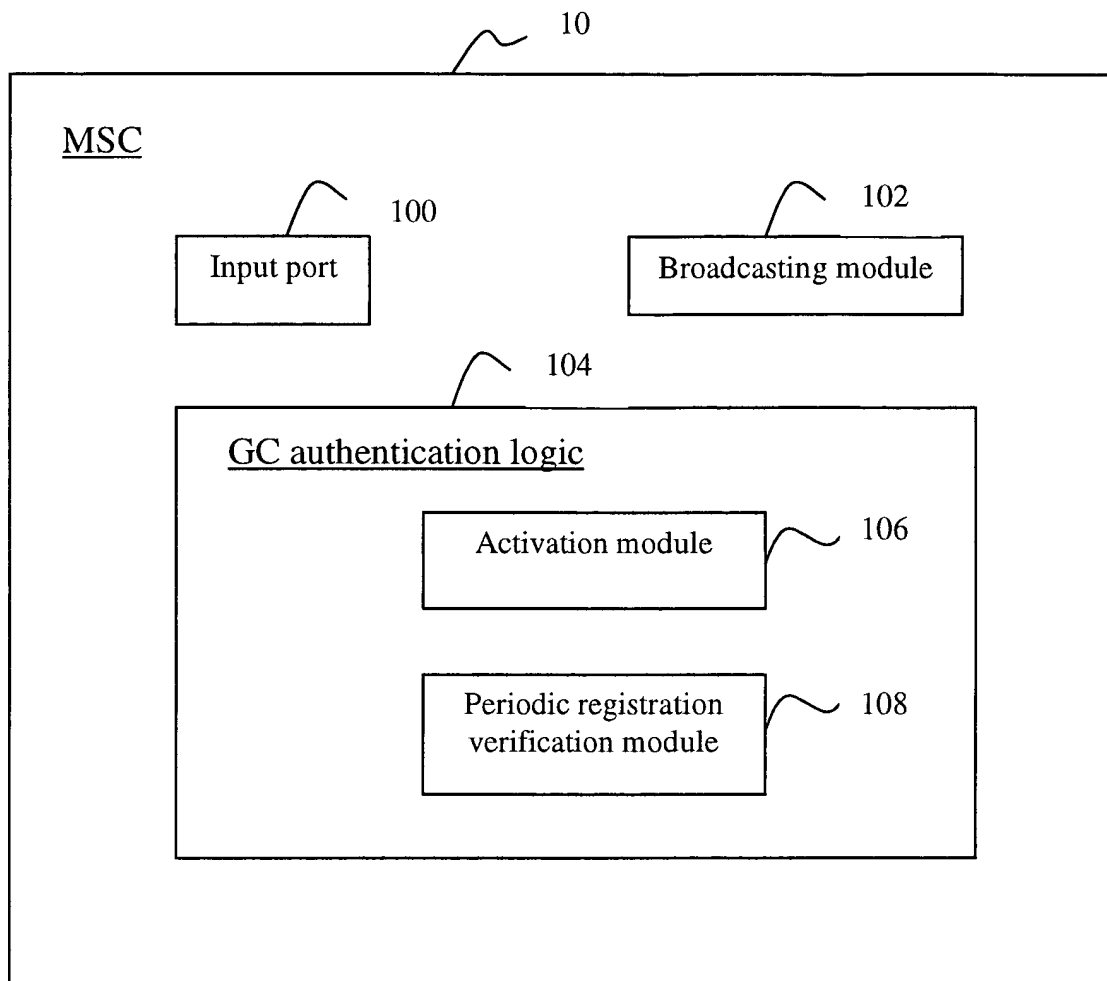 10
MSC
100
102
Input port
Broadcasting module
104
GC authentication logic
Activation module
106
Periodic registration
verification module
108